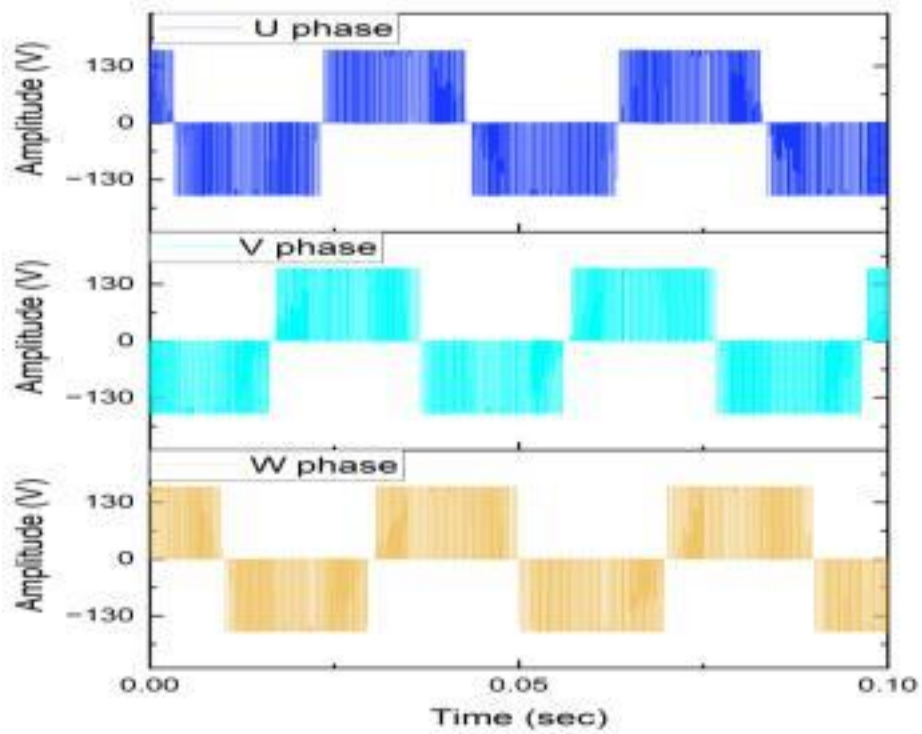 U phase
Amplitude (V)
130
0
−130
V phase
Amplitude (V)
130
0
−130
W phase
Amplitude (V)
130
0
−130
0.00 0.05 0.10
Time (sec)